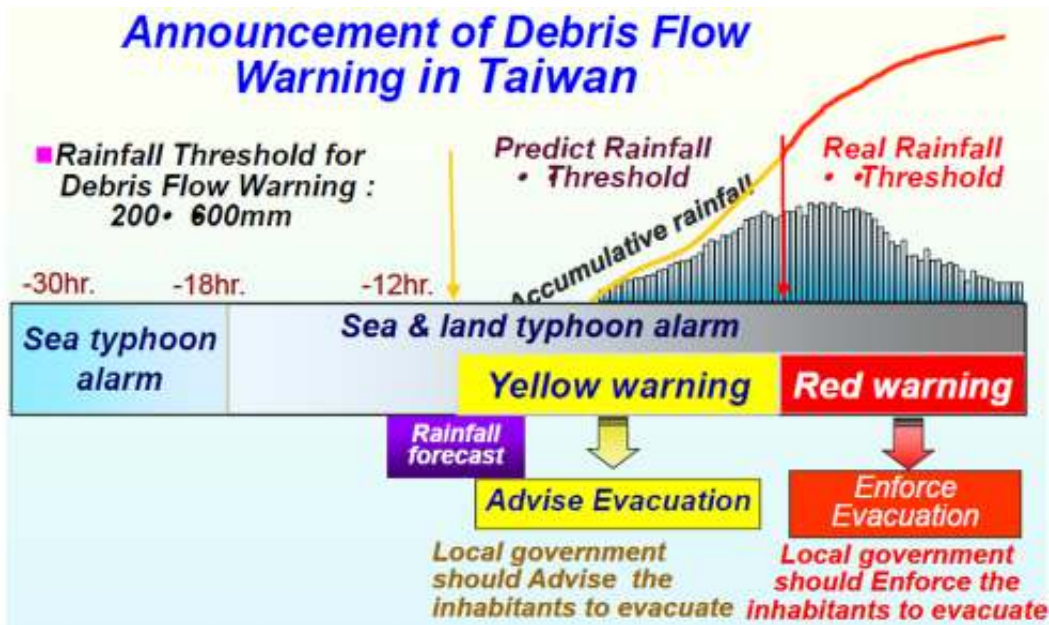 Announcement of Debris Flow
Warning in Taiwan
Rainfall Threshold for
Debris Flow Warning :
200• 600mm
Predict Rainfall
• •Threshold
Real Rainfall
• •Threshold
Accumulative rainfall
-30hr.
-18hr.
-12hr.
Sea typhoon
alarm
Sea & land typhoon alarm
Yellow warning
Red warning
Rainfall
forecast
Advise Evacuation
Enforce
Evacuation
Local government
should Advise the
inhabitants to evacuate
Local government
should Enforce the
inhabitants to evacuate